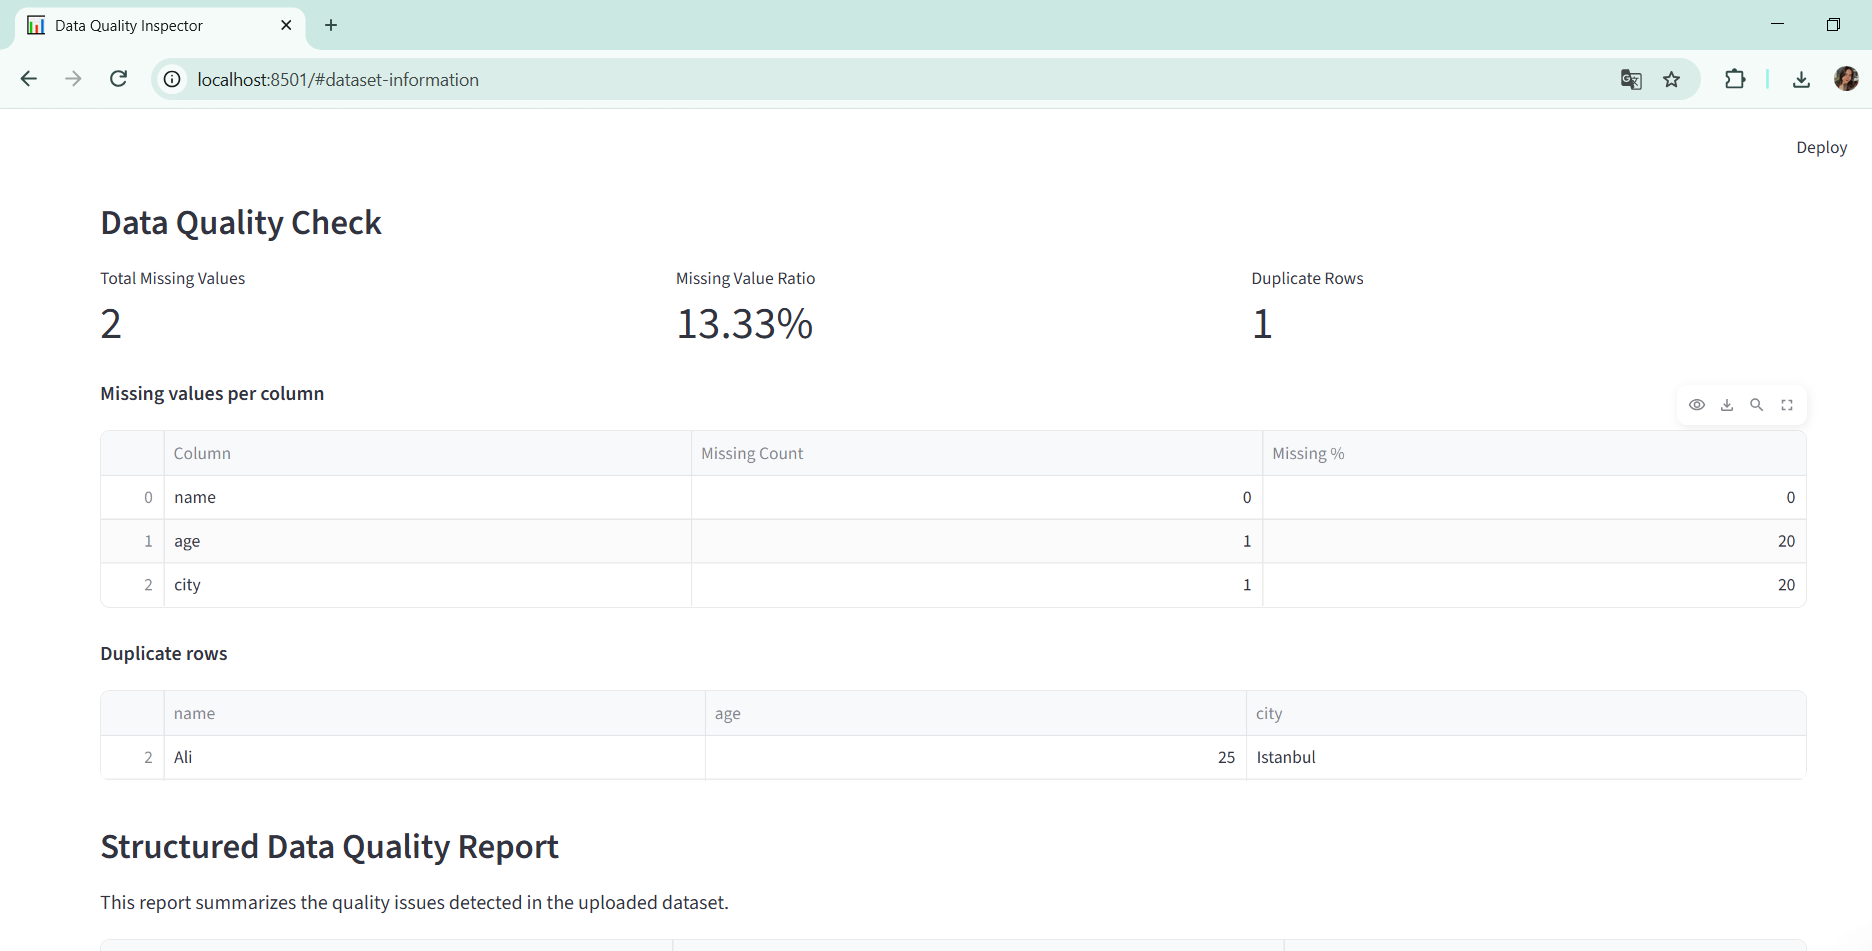 Data Quality Inspector
localhost:8501/#dataset-information
Deploy
Data Quality Check
Total Missing Values Missing Value Ratio Duplicate Rows
2 13.33% 1
Missing values per column
Column Missing Count Missing %
0 name 0 0
1 age 1 20
2 city 1 20
Duplicate rows
name age city
2 Ali 25 Istanbul
Structured Data Quality Report
This report summarizes the quality issues detected in the uploaded dataset.